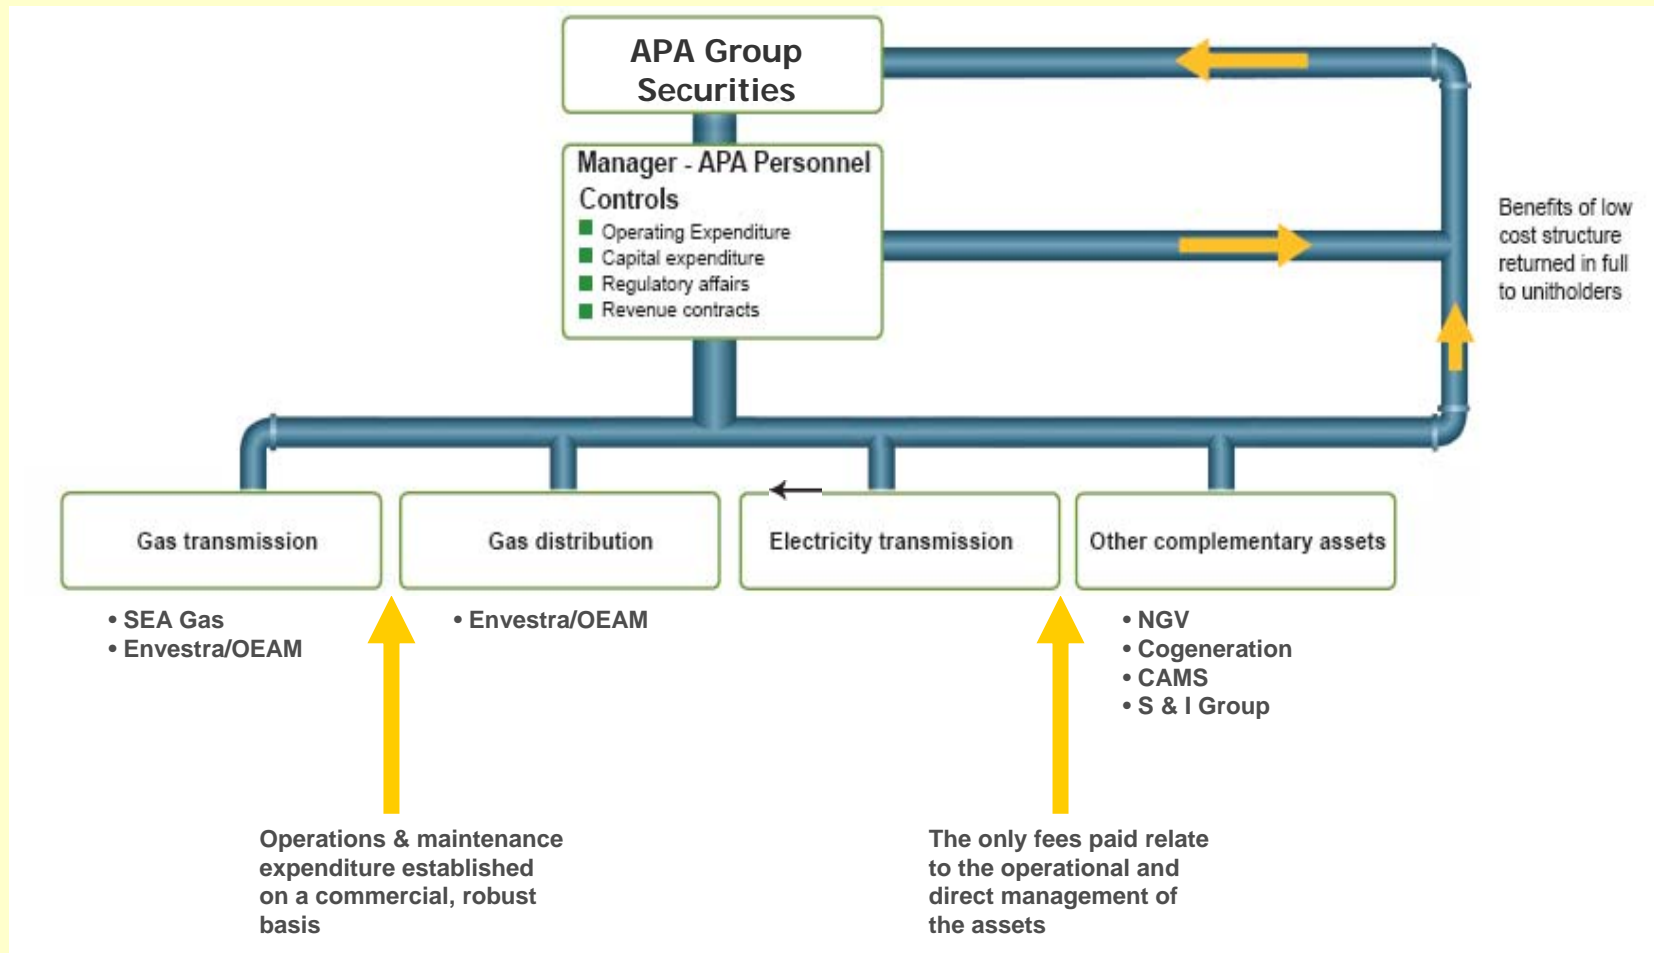 APA Group
Securities
Manager - APA Personnel
Controls
Operating Expenditure
Capital expenditure
Regulatory affairs
Revenue contracts
Benefits of low
cost structure
returned in full
to unitholders
Gas transmission
Gas distribution
Electricity transmission
Other complementary assets
• SEA Gas
• Envestra/OEAM
• Envestra/OEAM
• NGV
• Cogeneration
• CAMS
• S & I Group
Operations & maintenance
expenditure established
on a commercial, robust
basis
The only fees paid relate
to the operational and
direct management of
the assets